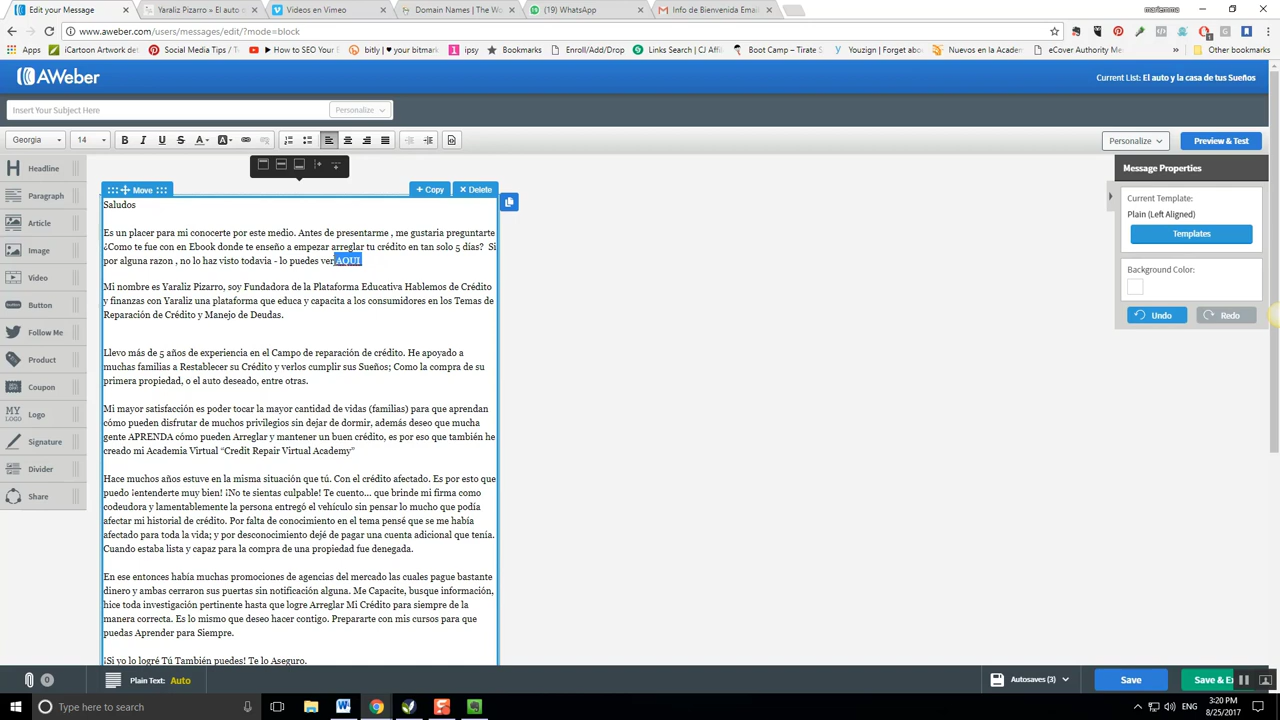 Edit your Message
Yaraliz Pizarro » El auto e
Videos en Vimeo
Domain Names | The Wo
(19) WhatsApp
Info de Bienvenida Email
mariemma
https://www.aweber.com/users/messages/edit/?mode=block
Apps
iCartoon Artwork de
Social Media Tips / Te
How to SEO Your E
bitly | ♥ your bitmark
ipsy
Bookmarks
Enroll/Add/Drop
Links Search | CJ Affil
Boot Camp – Tirate S
Youzign | Forget abo
Nuevos en la Acaden
eCover Authority Me
Other bookmarks
AWeber
Current List: El auto y la casa de tus Sueños
Insert Your Subject Here
Personalize
Georgia
14
B I U S A A
Personalize
Preview & Test
Headline
Paragraph
Article
Image
Video
Button
Follow Me
Product
Coupon
MY LOGO Logo
Signature
Divider
Share
Move
+ Copy
✕ Delete
Saludos
Es un placer para mi conocerte por este medio. Antes de presentarme , me gustaria preguntarte
¿Como te fue con en Ebook donde te enseño a empezar arreglar tu crédito en tan solo 5 días? Si
por alguna razon , no lo haz visto todavia - lo puedes ver AQUI
Mi nombre es Yaraliz Pizarro, soy Fundadora de la Plataforma Educativa Hablemos de Crédito
y finanzas con Yaraliz una plataforma que educa y capacita a los consumidores en los Temas de
Reparación de Crédito y Manejo de Deudas.
Llevo más de 5 años de experiencia en el Campo de reparación de crédito. He apoyado a
muchas familias a Restablecer su Crédito y verlos cumplir sus Sueños; Como la compra de su
primera propiedad, o el auto deseado, entre otras.
Mi mayor satisfacción es poder tocar la mayor cantidad de vidas (familias) para que aprendan
cómo pueden disfrutar de muchos privilegios sin dejar de dormir, además deseo que mucha
gente APRENDA cómo pueden Arreglar y mantener un buen crédito, es por eso que también he
creado mi Academia Virtual “Credit Repair Virtual Academy”
Hace muchos años estuve en la misma situación que tú. Con el crédito afectado. Es por esto que
puedo ¡entenderte muy bien! ¡No te sientas culpable! Te cuento... que brinde mi firma como
codeudora y lamentablemente la persona entregó el vehículo sin pensar lo mucho que podía
afectar mi historial de crédito. Por falta de conocimiento en el tema pensé que se me había
afectado para toda la vida; y por desconocimiento dejé de pagar una cuenta adicional que tenía.
Cuando estaba lista y capaz para la compra de una propiedad fue denegada.
En ese entonces había muchas promociones de agencias del mercado las cuales pague bastante
dinero y ambas cerraron sus puertas sin notificación alguna. Me Capacite, busque información,
hice toda investigación pertinente hasta que logre Arreglar Mi Crédito para siempre de la
manera correcta. Es lo mismo que deseo hacer contigo. Prepararte con mis cursos para que
puedas Aprender para Siempre.
¡Si yo lo logré Tú También puedes! Te lo Aseguro.
Message Properties
Current Template:
Plain (Left Aligned)
Templates
Background Color:
Undo
Redo
0
Plain Text: Auto
Autosaves (3)
Save
Save & E
Type here to search
ENG
3:20 PM
8/25/2017